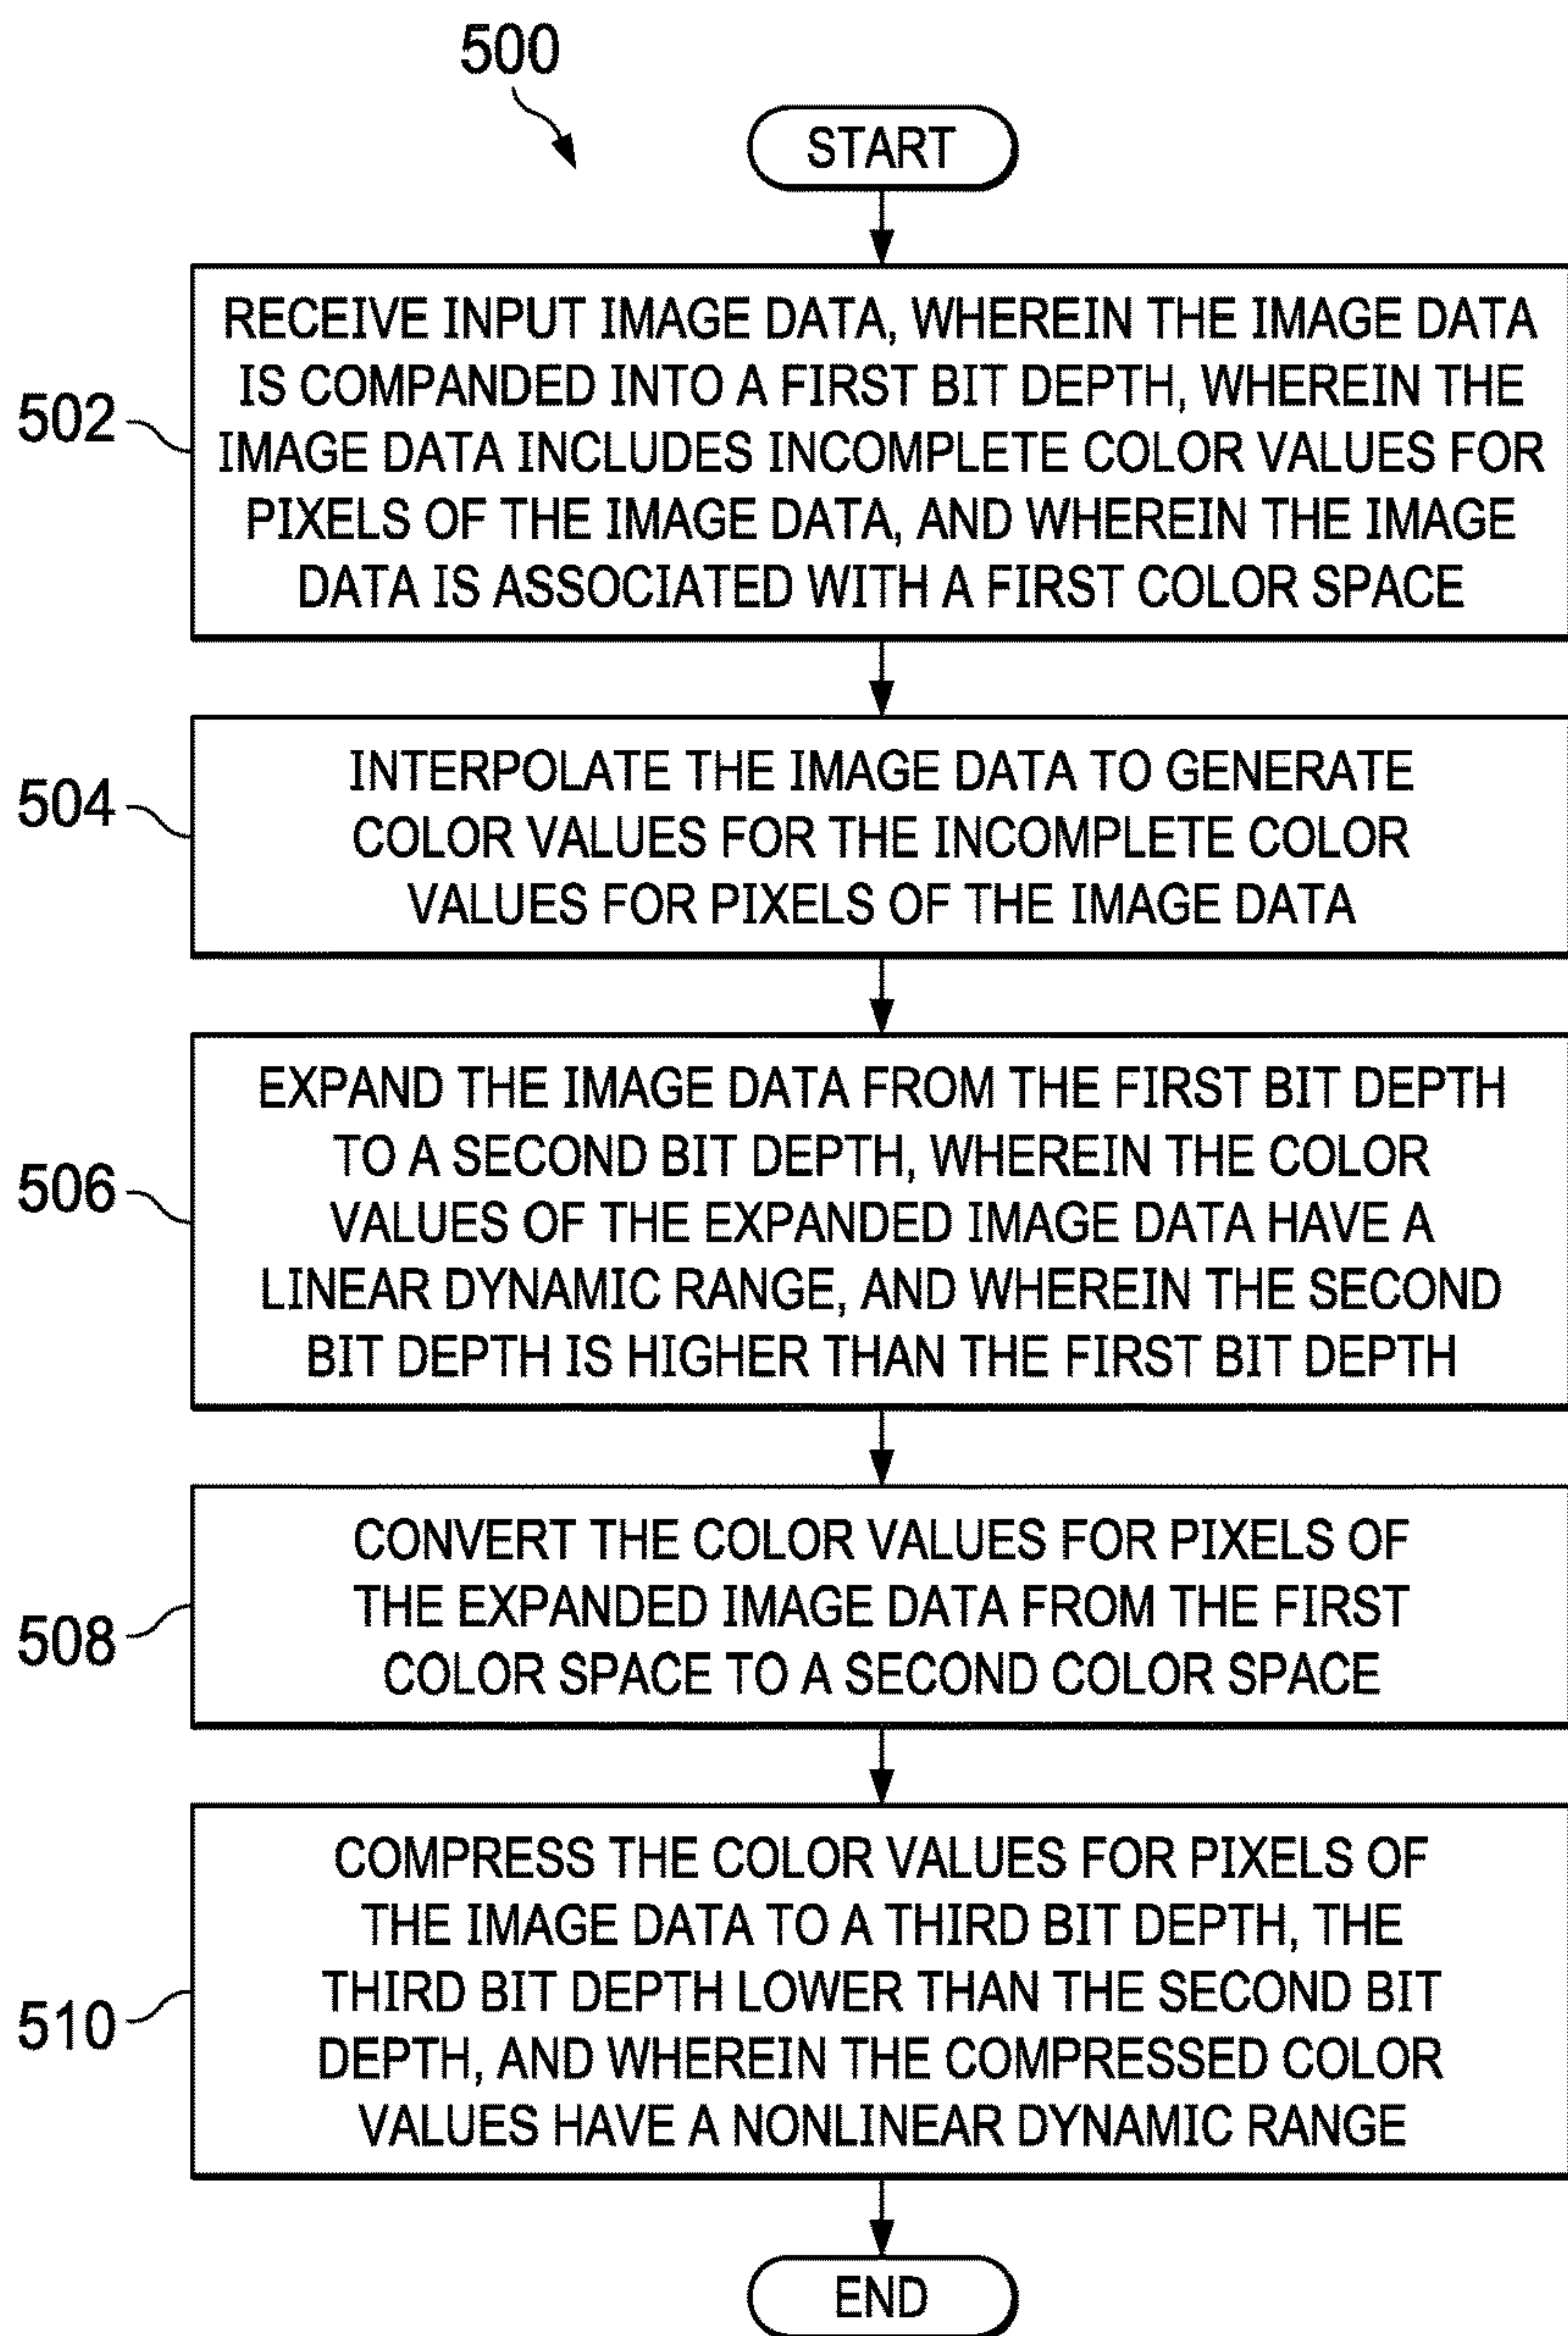 500
START
502
RECEIVE INPUT IMAGE DATA, WHEREIN THE IMAGE DATA
IS COMPANDED INTO A FIRST BIT DEPTH, WHEREIN THE
IMAGE DATA INCLUDES INCOMPLETE COLOR VALUES FOR
PIXELS OF THE IMAGE DATA, AND WHEREIN THE IMAGE
DATA IS ASSOCIATED WITH A FIRST COLOR SPACE
504
INTERPOLATE THE IMAGE DATA TO GENERATE
COLOR VALUES FOR THE INCOMPLETE COLOR
VALUES FOR PIXELS OF THE IMAGE DATA
506
EXPAND THE IMAGE DATA FROM THE FIRST BIT DEPTH
TO A SECOND BIT DEPTH, WHEREIN THE COLOR
VALUES OF THE EXPANDED IMAGE DATA HAVE A
LINEAR DYNAMIC RANGE, AND WHEREIN THE SECOND
BIT DEPTH IS HIGHER THAN THE FIRST BIT DEPTH
508
CONVERT THE COLOR VALUES FOR PIXELS OF
THE EXPANDED IMAGE DATA FROM THE FIRST
COLOR SPACE TO A SECOND COLOR SPACE
510
COMPRESS THE COLOR VALUES FOR PIXELS OF
THE IMAGE DATA TO A THIRD BIT DEPTH, THE
THIRD BIT DEPTH LOWER THAN THE SECOND BIT
DEPTH, AND WHEREIN THE COMPRESSED COLOR
VALUES HAVE A NONLINEAR DYNAMIC RANGE
END